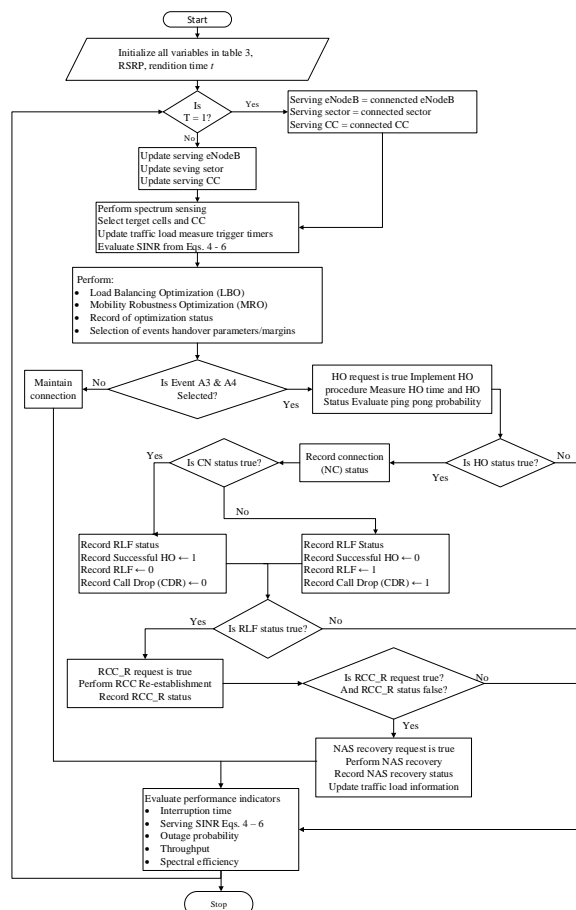 Start
Initialize all variables in table 3,
RSRP, rendition time t
Is
T = 1?
Yes
Serving eNodeB = connencted eNodeB
Serving sector = connected sector
Serving CC = connected CC
No
Update serving eNodeB
Update seving setor
Update serving CC
Perform spectrum sensing
Select terget cells and CC
Update traffic load measure trigger timers
Evaluate SINR from Eqs. 4 - 6
Perform:
• Load Balancing Optimization (LBO)
• Mobility Robustness Optimization (MRO)
• Record of optimization status
• Selection of events handover parameters/margins
Maintain
connection
No
Is Event A3 & A4
Selected?
Yes
HO request is true Implement HO
procedure Measure HO time and HO
Status Evaluate ping pong probability
Yes
Is CN status true?
Record connection
(NC) status
Yes
Is HO status true?
No
No
Record RLF status
Record Successful HO ← 1
Record RLF ← 0
Record Call Drop (CDR) ← 0
Record RLF Status
Record Successful HO ← 0
Record RLF ← 1
Record Call Drop (CDR) ← 1
Yes
Is RLF status true?
No
RCC_R request is true
Perform RCC Re-establishment
Record RCC_R status
Is RCC_R request true?
And RCC_R status false?
No
Yes
NAS recovery request is true
Perform NAS recovery
Record NAS recovery status
Update traffic load information
Evaluate performance indicators
• Interruption time
• Serving SINR Eqs. 4 – 6
• Outage probability
• Throughput
• Spectral efficiency
Stop